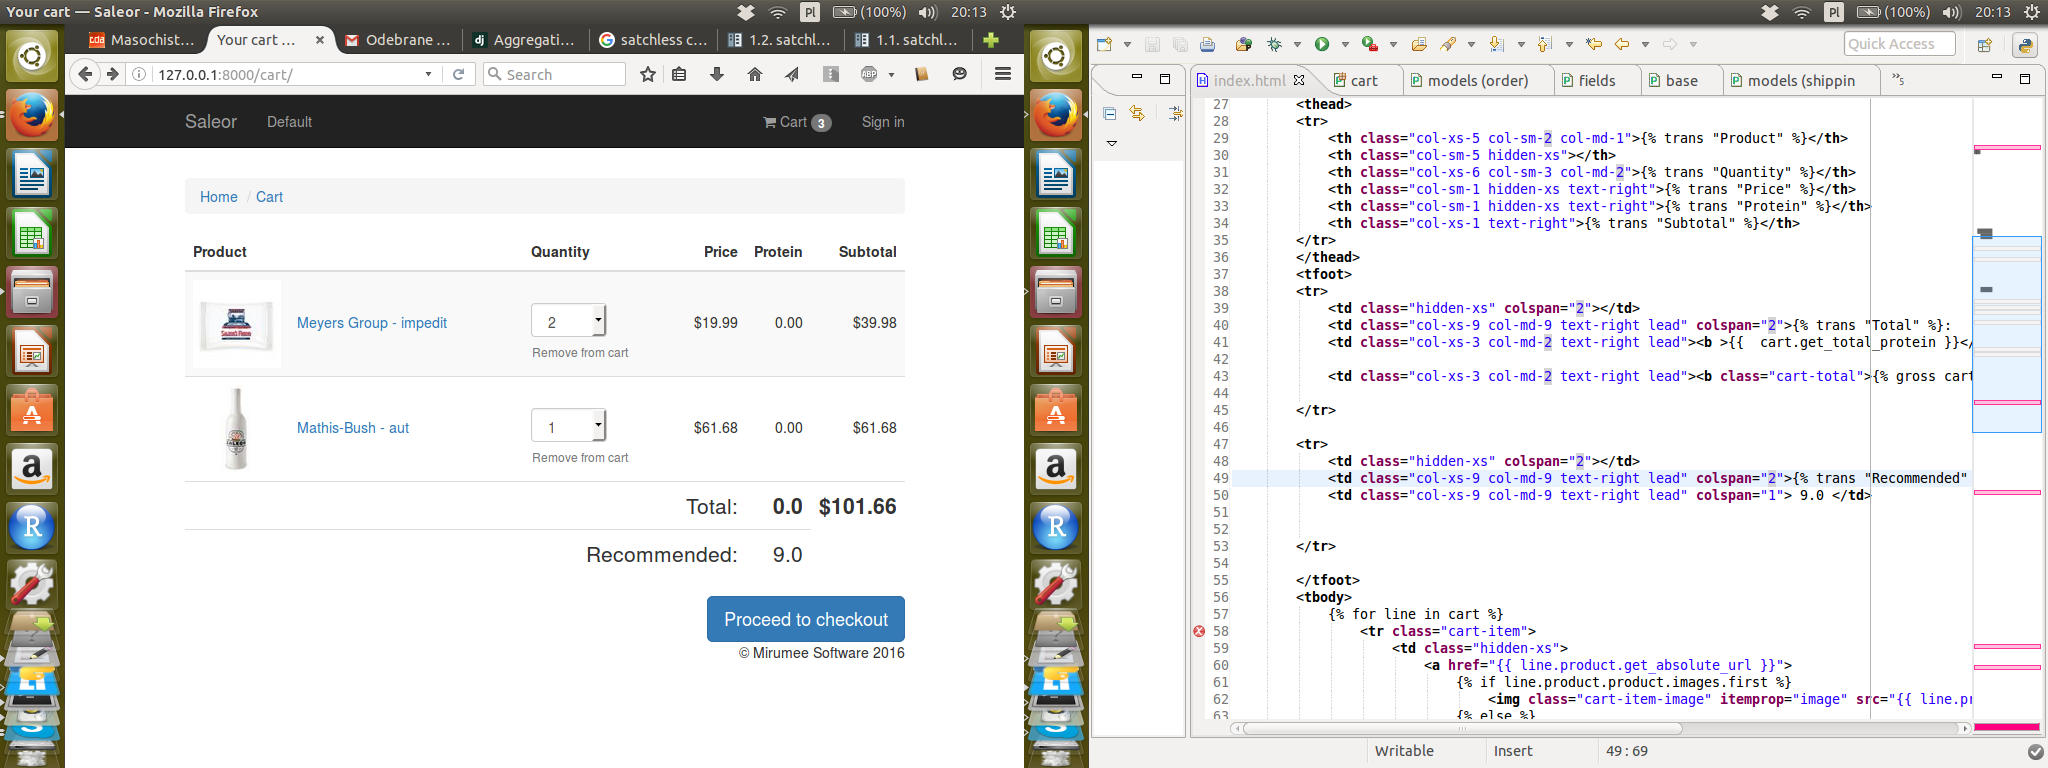 Your cart — Saleor - Mozilla Firefox
Pl (100%) 20:13
Pl (100%) 20:13
Masochist...
Your cart ...
Odebrane ...
Aggregati...
satchless c...
1.2. satchl...
1.1. satchl...
127.0.0.1:8000/cart/
Search
ABP
Saleor Default Cart 3 Sign in
Home / Cart
Product Quantity Price Protein Subtotal
Meyers Group - impedit 2 $19.99 0.00 $39.98
Remove from cart
Mathis-Bush - aut 1 $61.68 0.00 $61.68
Remove from cart
Total: 0.0 $101.66
Recommended: 9.0
Proceed to checkout
© Mirumee Software 2016
Quick Access
index.html
cart
models (order)
fields
base
models (shippin
»5
27 <thead>
28 <tr>
29 <th class="col-xs-5 col-sm-2 col-md-1">{% trans "Product" %}</th>
30 <th class="col-sm-5 hidden-xs"></th>
31 <th class="col-xs-6 col-sm-3 col-md-2">{% trans "Quantity" %}</th>
32 <th class="col-sm-1 hidden-xs text-right">{% trans "Price" %}</th>
33 <th class="col-sm-1 hidden-xs text-right">{% trans "Protein" %}</th>
34 <th class="col-xs-1 text-right">{% trans "Subtotal" %}</th>
35 </tr>
36 </thead>
37 <tfoot>
38 <tr>
39 <td class="hidden-xs" colspan="2"></td>
40 <td class="col-xs-9 col-md-9 text-right lead" colspan="2">{% trans "Total" %}:
41 <td class="col-xs-3 col-md-2 text-right lead"><b >{{  cart.get_total_protein }}</
42
43 <td class="col-xs-3 col-md-2 text-right lead"><b class="cart-total">{% gross cart
44
45 </tr>
46
47 <tr>
48 <td class="hidden-xs" colspan="2"></td>
49 <td class="col-xs-9 col-md-9 text-right lead" colspan="2">{% trans "Recommended"
50 <td class="col-xs-9 col-md-9 text-right lead" colspan="1"> 9.0 </td>
51
52
53 </tr>
54
55 </tfoot>
56 <tbody>
57 {% for line in cart %}
58 <tr class="cart-item">
59 <td class="hidden-xs">
60 <a href="{{ line.product.get_absolute_url }}">
61 {% if line.product.product.images.first %}
62 <img class="cart-item-image" itemprop="image" src="{{ line.pr
63 {% else %}
Writable Insert 49 : 69